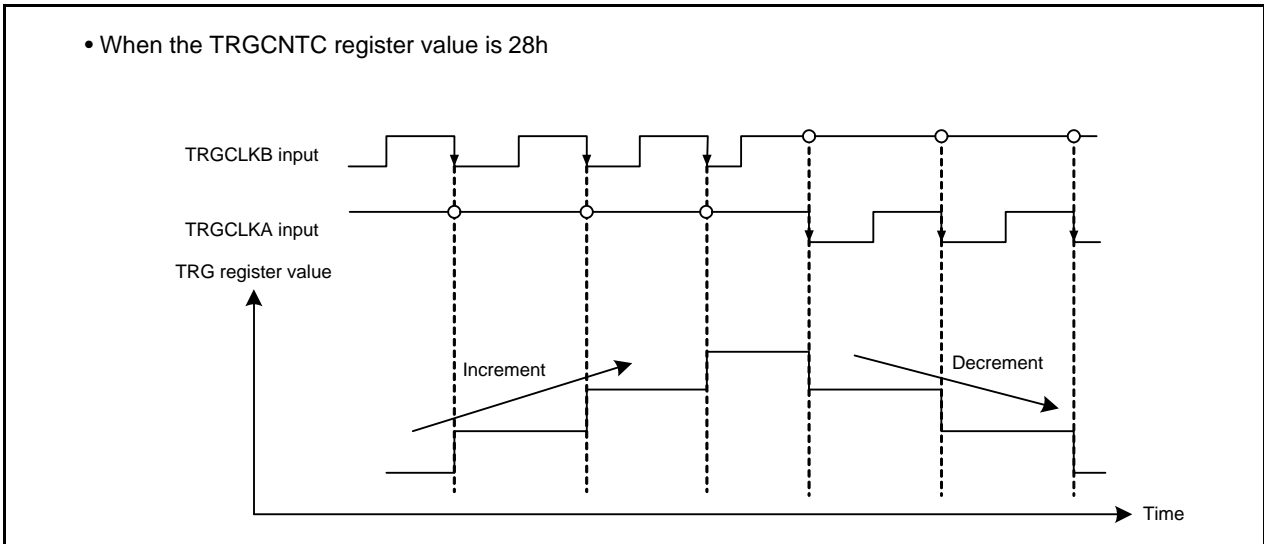 • When the TRGCNTC register value is 28h
TRGCLKB input
TRGCLKA input
TRG register value
Increment
Decrement
Time